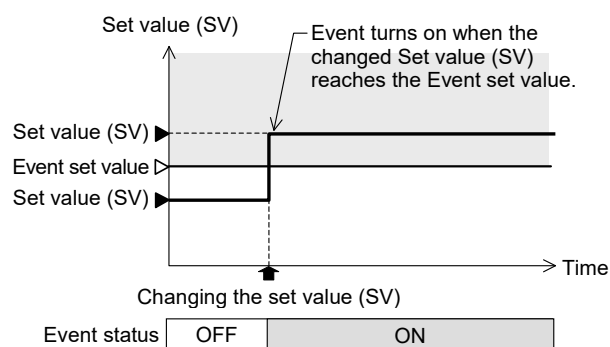 Set value (SV)
Event turns on when the
changed Set value (SV)
reaches the Event set value.
Set value (SV)
Event set value
Set value (SV)
Time
Changing the set value (SV)
Event status OFF ON